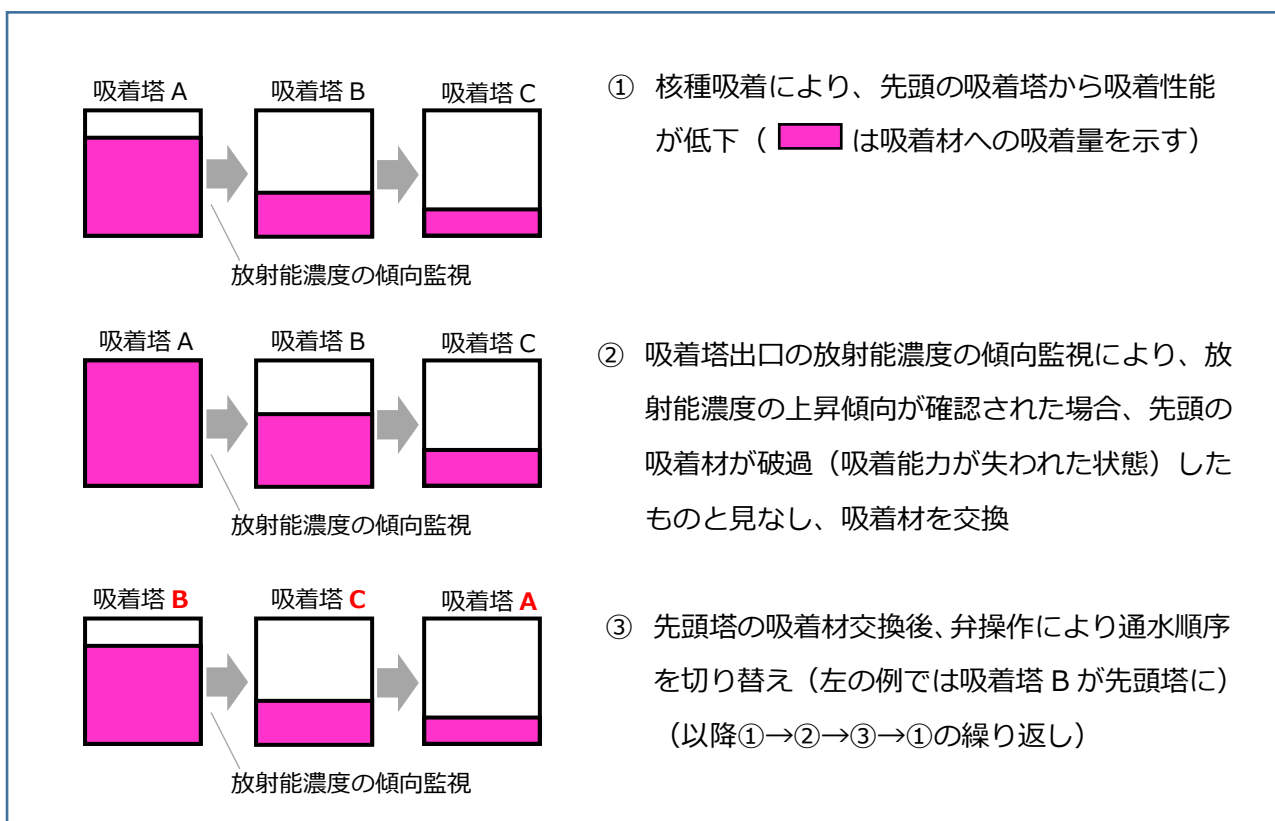 吸着塔 A
吸着塔 B
吸着塔 C
放射能濃度の傾向監視
① 核種吸着により、先頭の吸着塔から吸着性能
が低下（ は吸着材への吸着量を示す）
吸着塔 A
吸着塔 B
吸着塔 C
放射能濃度の傾向監視
② 吸着塔出口の放射能濃度の傾向監視により、放
射能濃度の上昇傾向が確認された場合、先頭の
吸着材が破過（吸着能力が失われた状態）した
ものと見なし、吸着材を交換
吸着塔 B
吸着塔 C
吸着塔 A
放射能濃度の傾向監視
③ 先頭塔の吸着材交換後、弁操作により通水順序
を切り替え（左の例では吸着塔 B が先頭塔に）
（以降①→②→③→①の繰り返し）